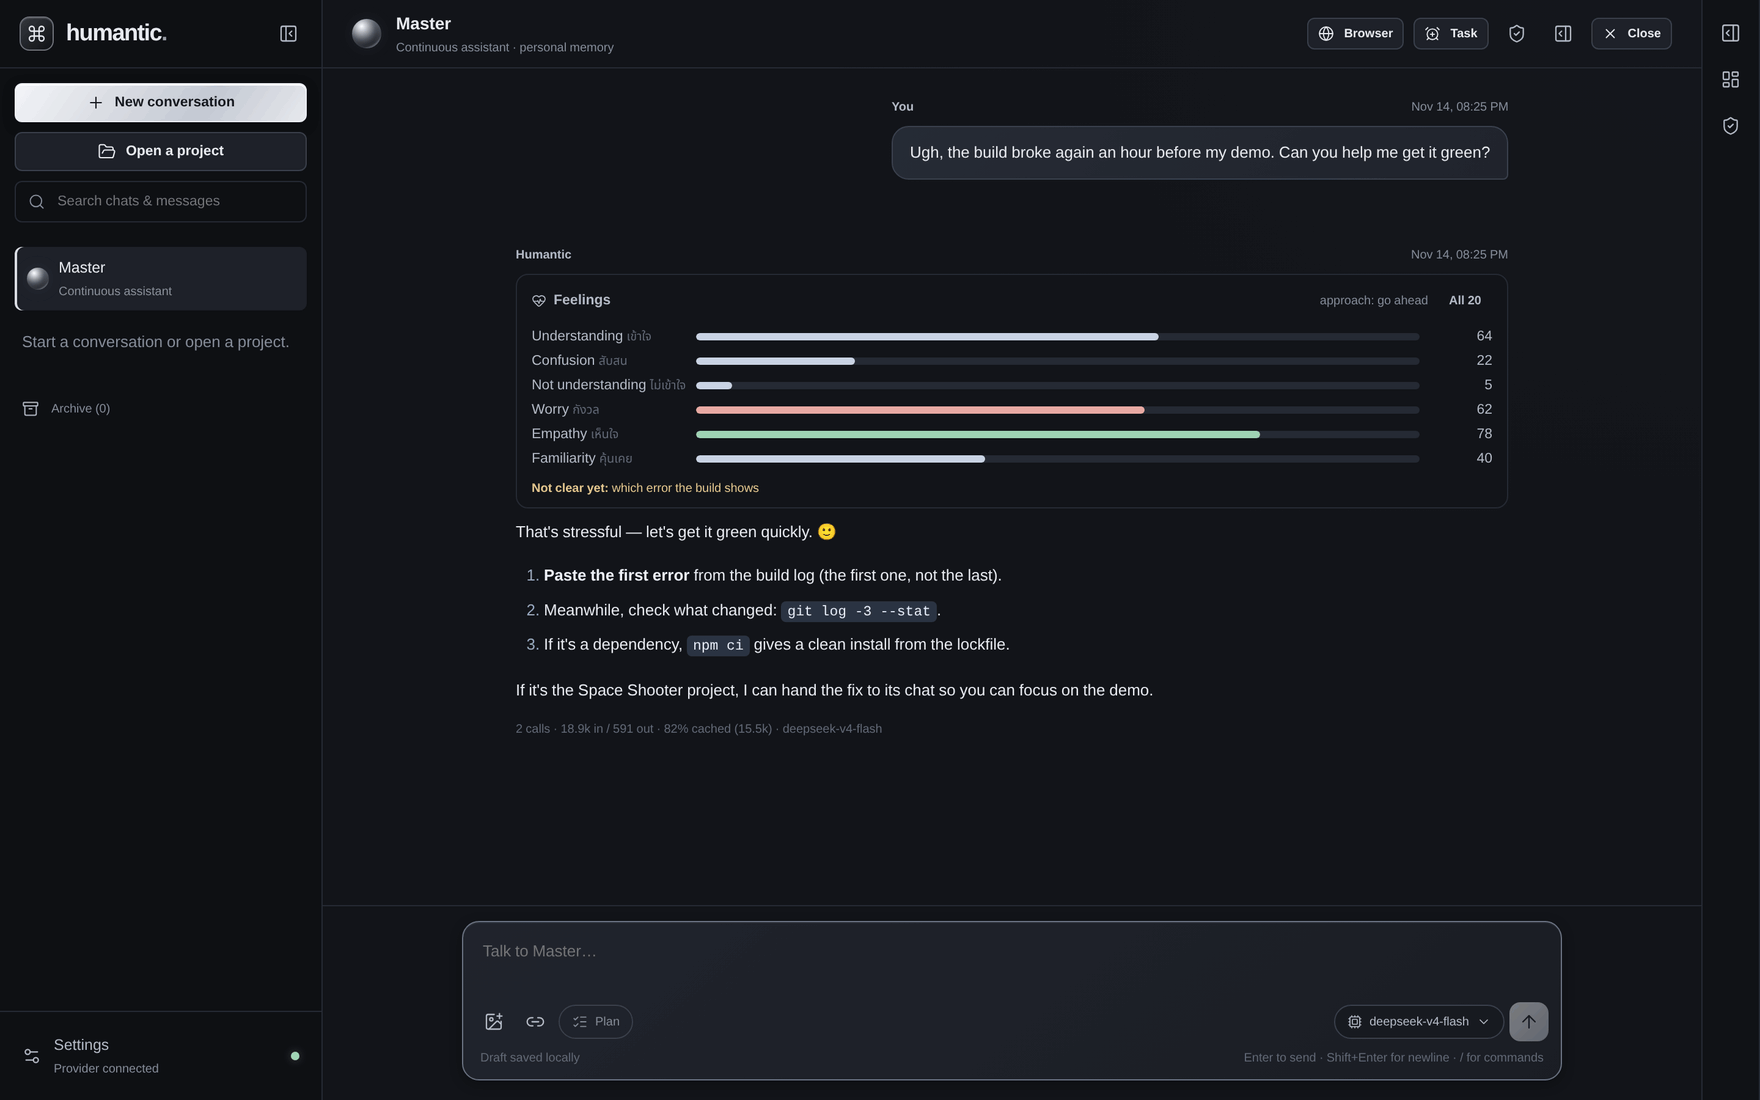 humantic.
New conversation
Open a project
Search chats & messages
Master
Continuous assistant
Start a conversation or open a project.
Archive (0)
Settings
Provider connected
Master
Continuous assistant · personal memory
Browser
Task
Close
You
Nov 14, 08:25 PM
Ugh, the build broke again an hour before my demo. Can you help me get it green?
Humantic
Nov 14, 08:25 PM
Feelings
approach: go ahead
All 20
Understanding เข้าใจ 64
Confusion สับสน 22
Not understanding ไม่เข้าใจ 5
Worry กังวล 62
Empathy เห็นใจ 78
Familiarity คุ้นเคย 40
Not clear yet: which error the build shows
That's stressful — let's get it green quickly. 🙂
1. Paste the first error from the build log (the first one, not the last).
2. Meanwhile, check what changed: git log -3 --stat.
3. If it's a dependency, npm ci gives a clean install from the lockfile.
If it's the Space Shooter project, I can hand the fix to its chat so you can focus on the demo.
2 calls · 18.9k in / 591 out · 82% cached (15.5k) · deepseek-v4-flash
Talk to Master…
Plan
deepseek-v4-flash
Draft saved locally
Enter to send · Shift+Enter for newline · / for commands